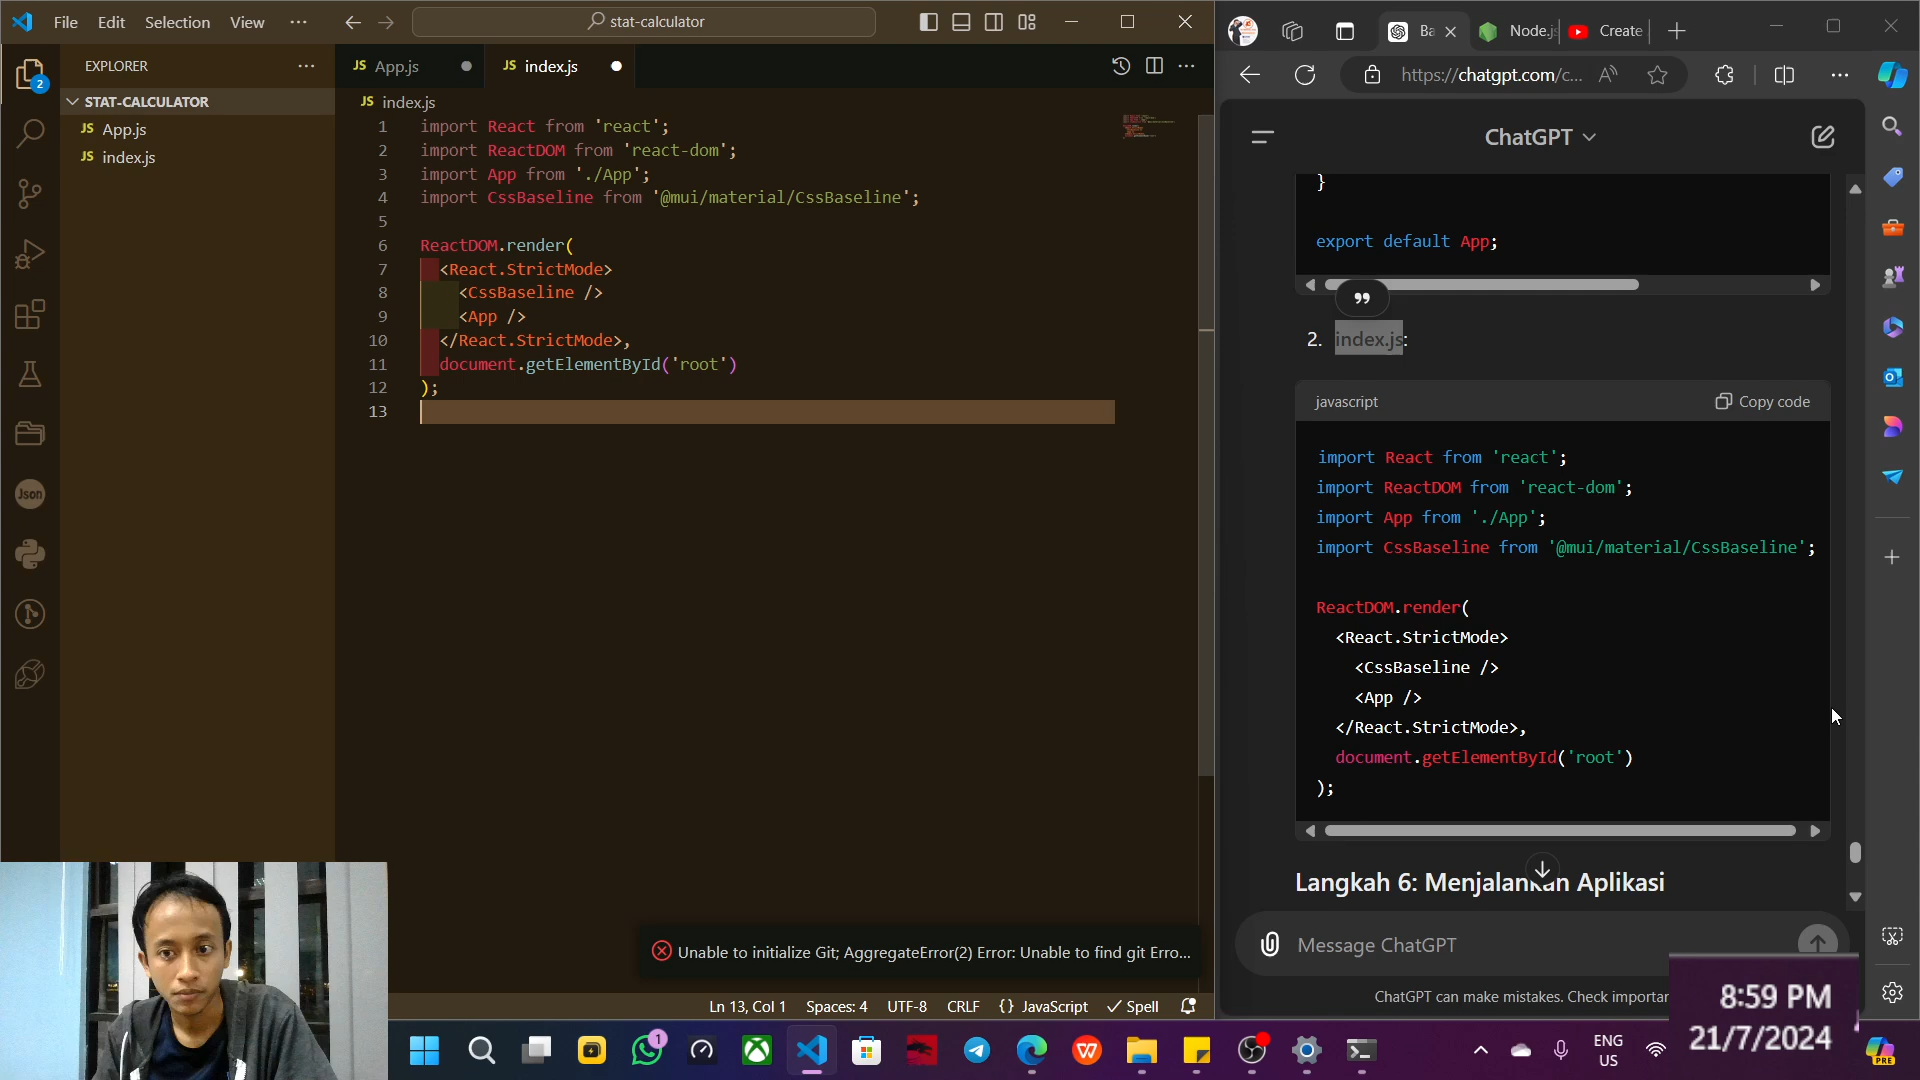 File Edit Selection View
stat-calculator
EXPLORER
STAT-CALCULATOR
JS App.js
JS index.js
2
JS App.js
JS index.js
JS index.js
1 import React from 'react';
2 import ReactDOM from 'react-dom';
3 import App from './App';
4 import CssBaseline from '@mui/material/CssBaseline';
5
6 ReactDOM.render(
7 <React.StrictMode>
8 <CssBaseline />
9 <App />
10 </React.StrictMode>,
11 document.getElementById('root')
12 );
13
Json
Unable to initialize Git; AggregateError(2) Error: Unable to find git Erro...
Ln 13, Col 1 Spaces: 4 UTF-8 CRLF {} JavaScript Spell
Ba Node.js Create
https://chatgpt.com/c...
ChatGPT
}
export default App;
2. index.js:
javascript Copy code
import React from 'react';
import ReactDOM from 'react-dom';
import App from './App';
import CssBaseline from '@mui/material/CssBaseline';
ReactDOM.render(
<React.StrictMode>
<CssBaseline />
<App />
</React.StrictMode>,
document.getElementById('root')
);
Langkah 6: Menjalankan Aplikasi
Message ChatGPT
ChatGPT can make mistakes. Check importan
1
ENG
US
8:59 PM
21/7/2024
PRE